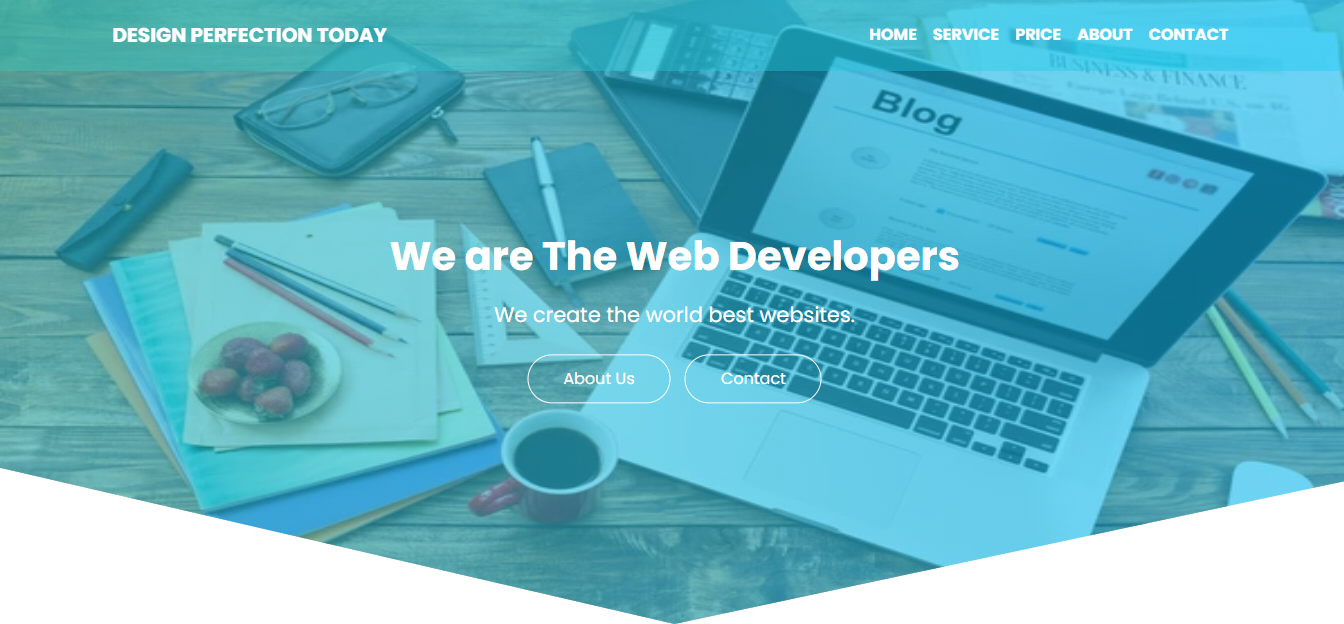 DESIGN PERFECTION TODAY
HOME SERVICE PRICE ABOUT CONTACT
BUSINESS & FINANCE
Blog
We are The Web Developers
We create the world best websites.
About Us Contact